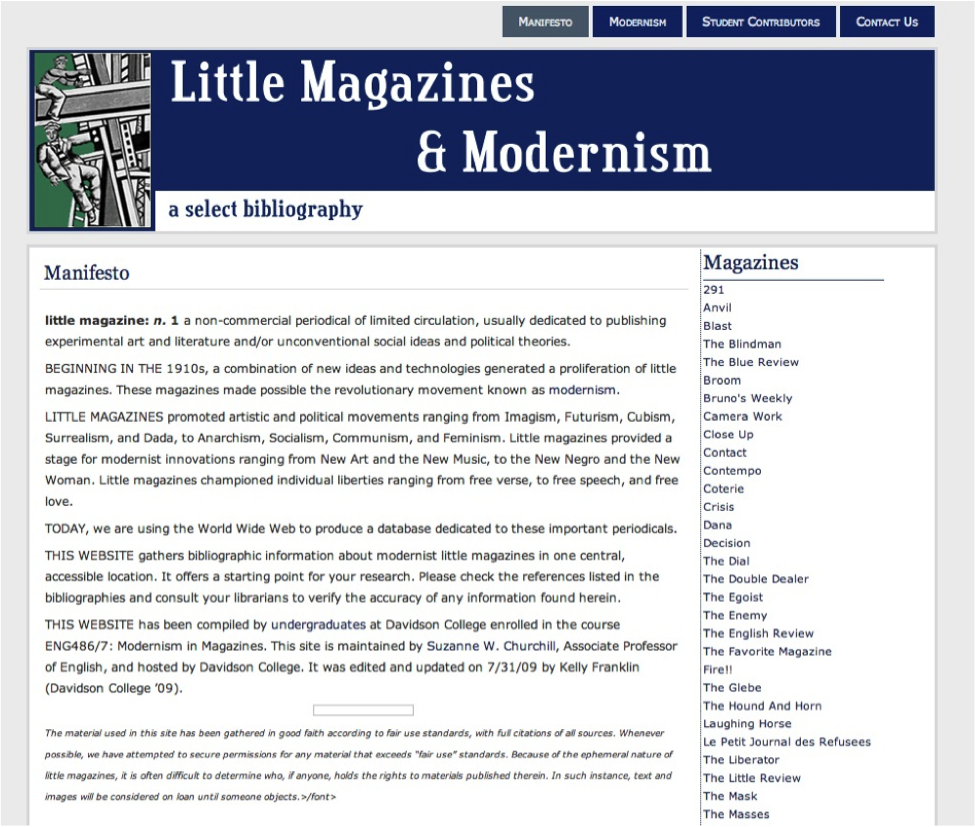 Manifesto
Modernism
Student Contributors
Contact Us
Little Magazines
& Modernism
a select bibliography
Manifesto
little magazine: n. 1 a non-commercial periodical of limited circulation, usually dedicated to publishing
experimental art and literature and/or unconventional social ideas and political theories.
BEGINNING IN THE 1910s, a combination of new ideas and technologies generated a proliferation of little
magazines. These magazines made possible the revolutionary movement known as modernism.
LITTLE MAGAZINES promoted artistic and political movements ranging from Imagism, Futurism, Cubism,
Surrealism, and Dada, to Anarchism, Socialism, Communism, and Feminism. Little magazines provided a
stage for modernist innovations ranging from New Art and the New Music, to the New Negro and the New
Woman. Little magazines championed individual liberties ranging from free verse, to free speech, and free
love.
TODAY, we are using the World Wide Web to produce a database dedicated to these important periodicals.
THIS WEBSITE gathers bibliographic information about modernist little magazines in one central,
accessible location. It offers a starting point for your research. Please check the references listed in the
bibliographies and consult your librarians to verify the accuracy of any information found herein.
THIS WEBSITE has been compiled by undergraduates at Davidson College enrolled in the course
ENG486/7: Modernism in Magazines. This site is maintained by Suzanne W. Churchill, Associate Professor
of English, and hosted by Davidson College. It was edited and updated on 7/31/09 by Kelly Franklin
(Davidson College '09).
The material used in this site has been gathered in good faith according to fair use standards, with full citations of all sources. Whenever
possible, we have attempted to secure permissions for any material that exceeds "fair use" standards. Because of the ephemeral nature of
little magazines, it is often difficult to determine who, if anyone, holds the rights to materials published therein. In such instance, text and
images will be considered on loan until someone objects.>/font>
Magazines
291
Anvil
Blast
The Blindman
The Blue Review
Broom
Bruno's Weekly
Camera Work
Close Up
Contact
Contempo
Coterie
Crisis
Dana
Decision
The Dial
The Double Dealer
The Egoist
The Enemy
The English Review
The Favorite Magazine
Fire!!
The Glebe
The Hound And Horn
Laughing Horse
Le Petit Journal des Refusees
The Liberator
The Little Review
The Mask
The Masses